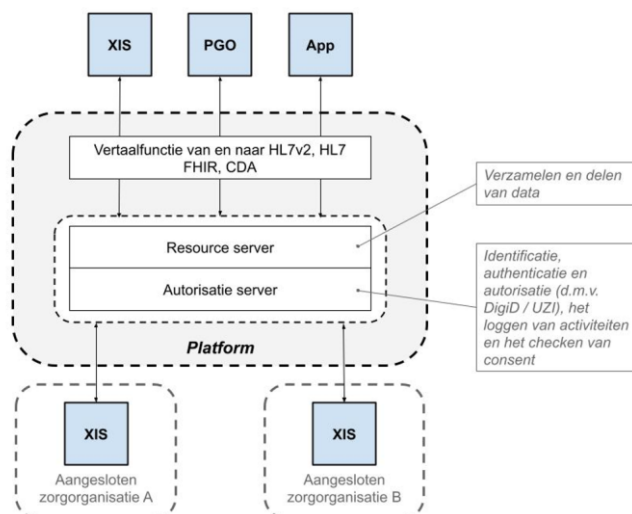 XIS
PGO
App
Vertaalfunctie van en naar HL7v2, HL7
FHIR, CDA
Verzamelen en delen
van data
Resource server
Autorisatie server
Identificatie,
authenticatie en
autorisatie (d.m.v.
DigiD / UZI), het
loggen van activiteiten
en het checken van
consent
Platform
XIS
Aangesloten
zorgorganisatie A
XIS
Aangesloten
zorgorganisatie B